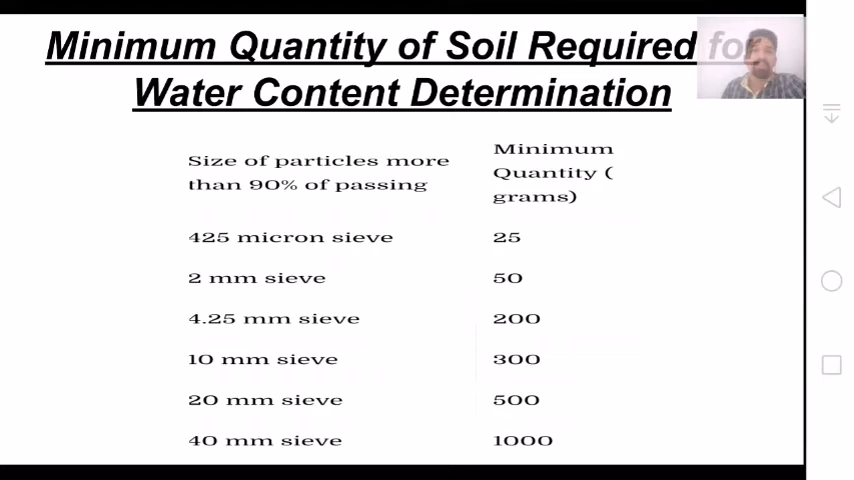 Minimum Quantity of Soil Required for
Water Content Determination
Size of particles more
than 90% of passing
Minimum
Quantity (
grams)
425 micron sieve 25
2 mm sieve 50
4.25 mm sieve 200
10 mm sieve 300
20 mm sieve 500
40 mm sieve 1000